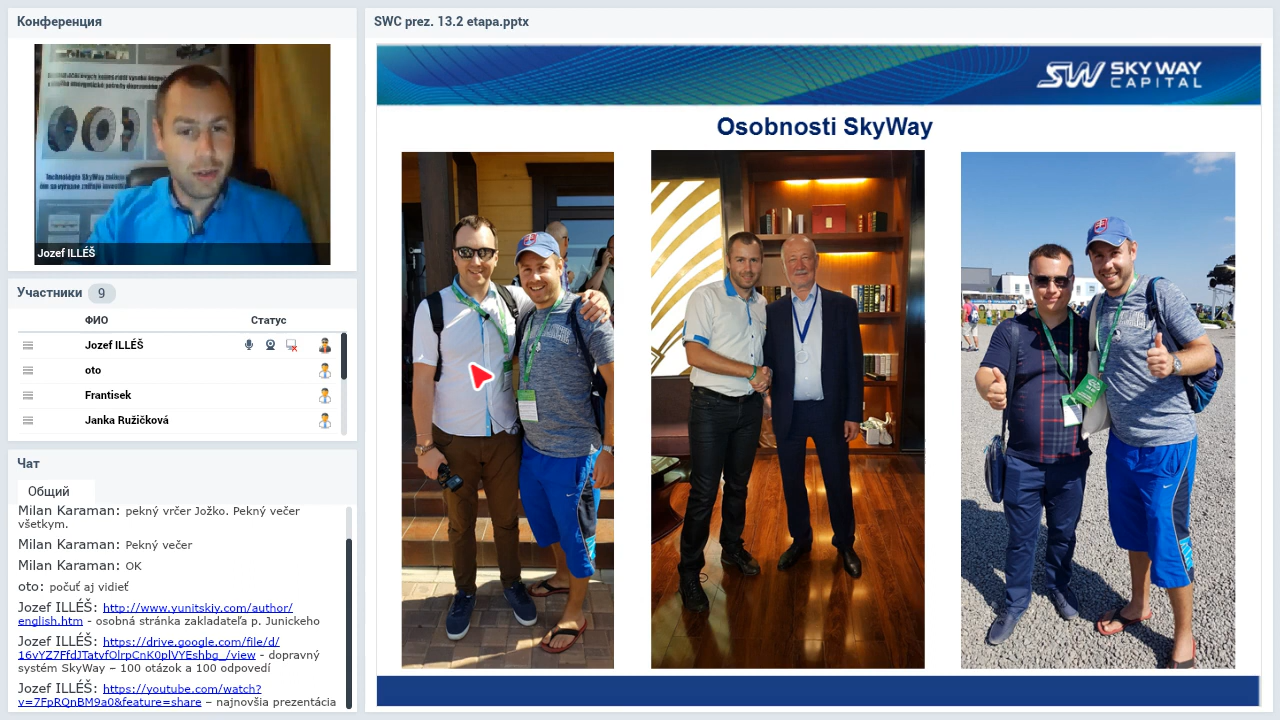 Конференция
Jozef ILLÉŠ
Участники 9
ФИО Статус
Jozef ILLÉŠ
oto
Frantisek
Janka Ružičková
Чат
Общий
Milan Karaman: pekný vrčer Jožko. Pekný večer
všetkym.
Milan Karaman: Pekný večer
Milan Karaman: OK
oto: počuť aj vidieť
Jozef ILLÉŠ: http://www.yunitskiy.com/author/
english.htm - osobná stránka zakladateľa p. Junickeho
Jozef ILLÉŠ: https://drive.google.com/file/d/
16vYZ7FfdJTatvfOlrpCnK0plVYEshbg_/view - dopravný
systém SkyWay – 100 otázok a 100 odpovedí
Jozef ILLÉŠ: https://youtube.com/watch?
v=7FpRQnBM9a0&feature=share – najnovšia prezentácia
SWC prez. 13.2 etapa.pptx
SW SKY WAY
CAPITAL
Osobnosti SkyWay